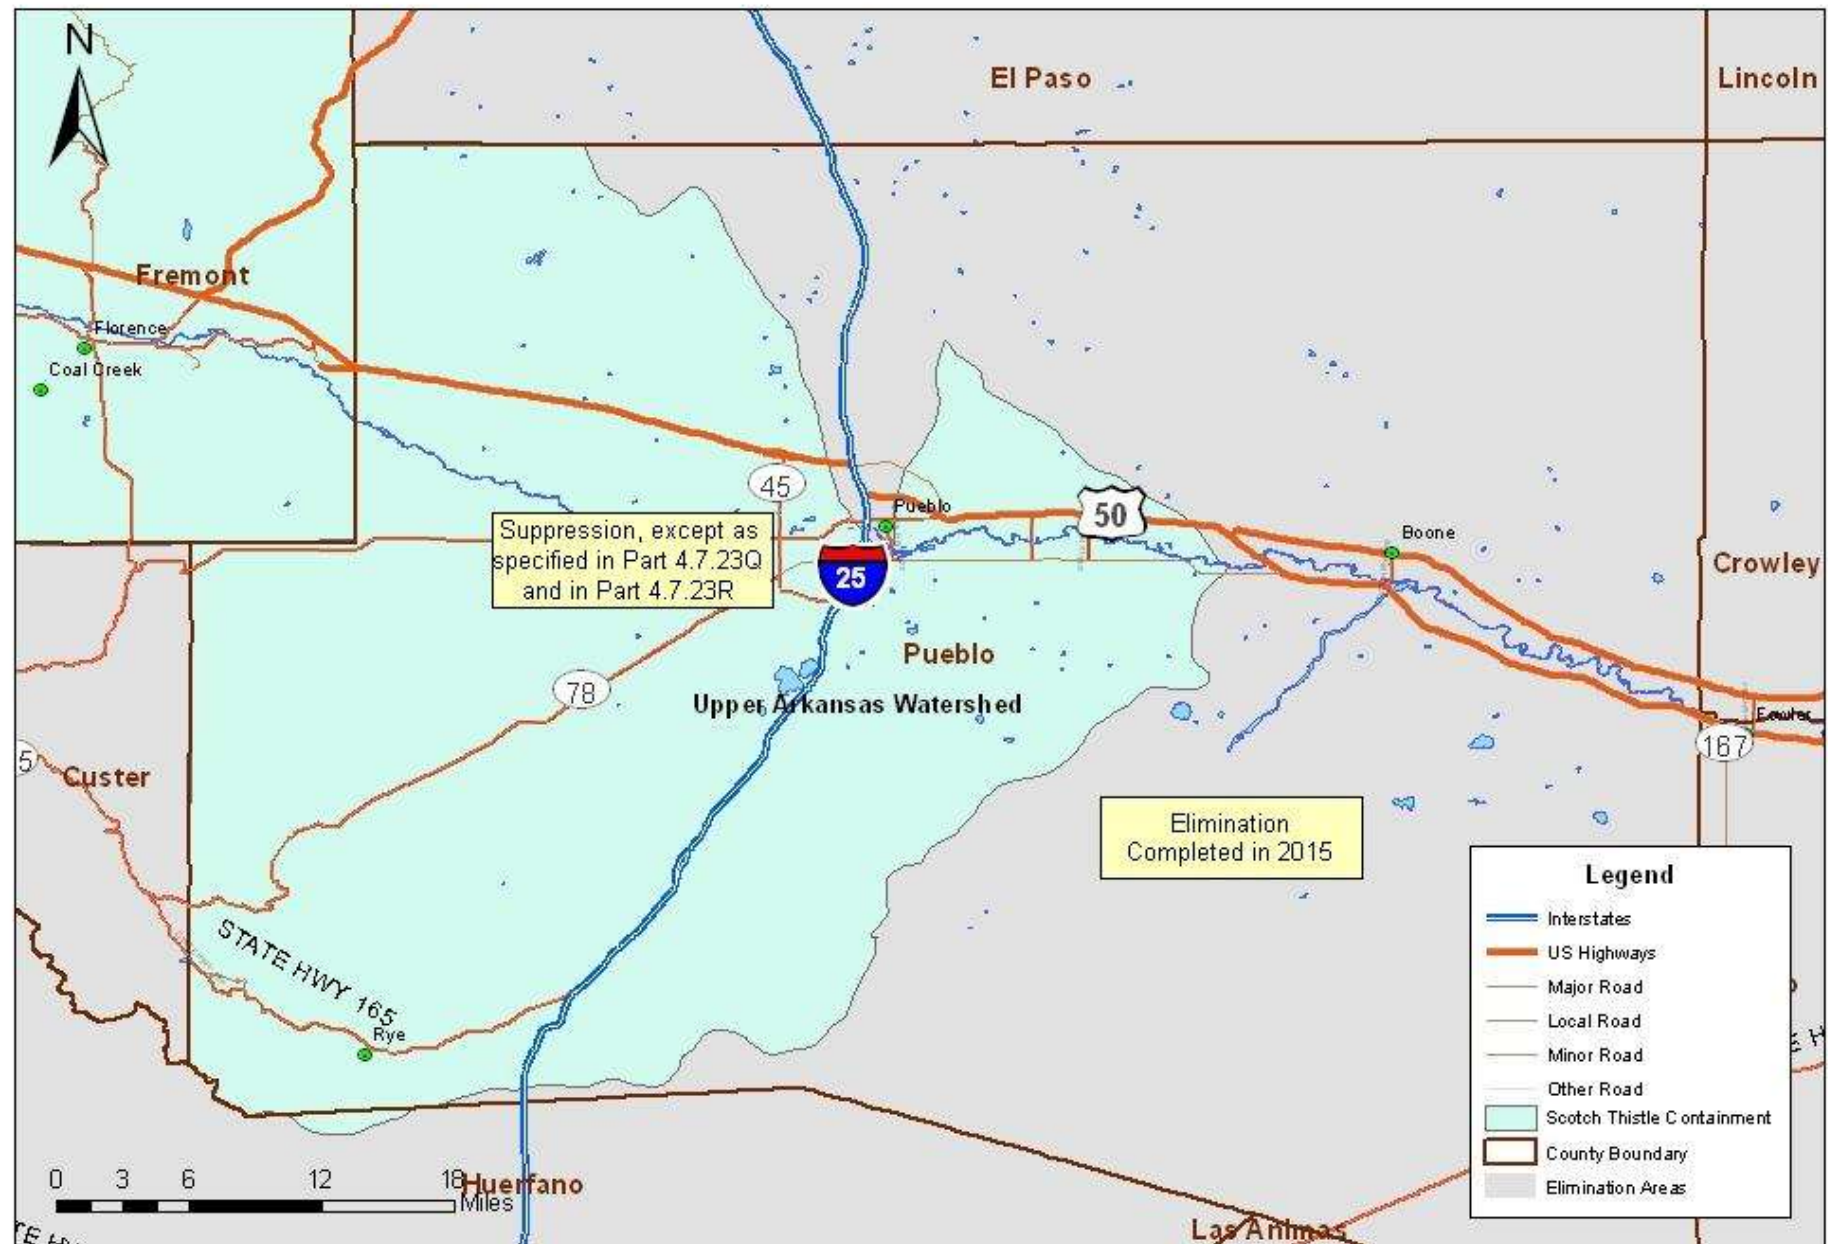 N
El Paso
Lincoln
Fremont
Florence
Coal Creek
45
Pueblo
50
Boone
Suppression, except as
specified in Part 4.7.23Q
and in Part 4.7.23R
25
Crowley
Pueblo
78
Upper Arkansas Watershed
Fowler
167
5
Custer
Elimination
Completed in 2015
STATE HWY 165
Rye
Legend
Interstates
US Highways
Major Road
Local Road
Minor Road
Other Road
Scotch Thistle Containment
County Boundary
Elimination Areas
0 3 6 12 18
Miles
Huerfano
Las Animas